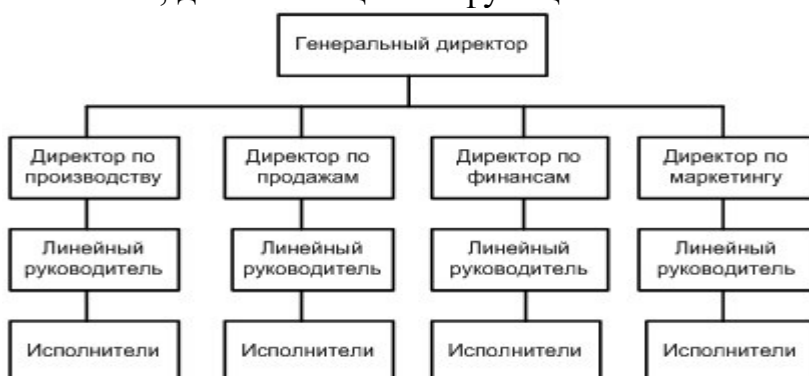 Генеральный директор
Директор по
производству
Директор по
продажам
Директор по
финансам
Директор по
маркетингу
Линейный
руководитель
Линейный
руководитель
Линейный
руководитель
Линейный
руководитель
Исполнители
Исполнители
Исполнители
Исполнители